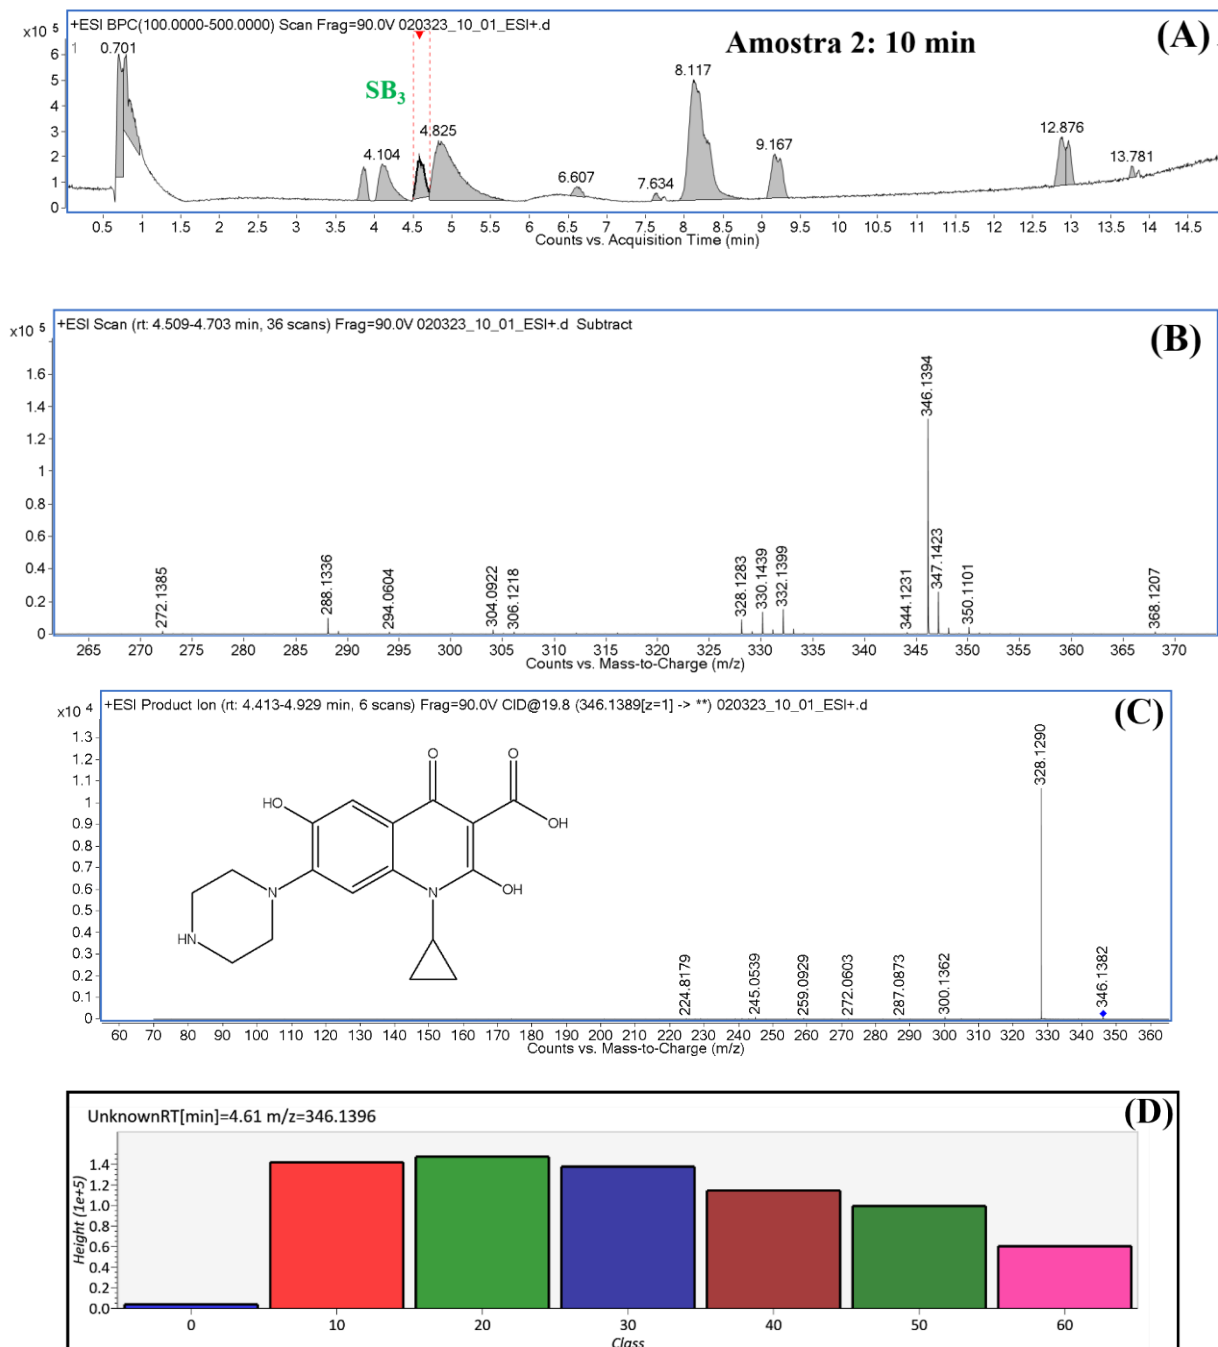 +ESI BPC(100.0000-500.0000) Scan Frag=90.0V 020323_10_01_ESI+.d
x10 5
1
Amostra 2: 10 min
(A)
SB3
0.701
4.104
4.825
6.607
7.634
8.117
9.167
12.876
13.781
6
5
4
3
2
1
0
0.5 1 1.5 2 2.5 3 3.5 4 4.5 5 5.5 6 6.5 7 7.5 8 8.5 9 9.5 10 10.5 11 11.5 12 12.5 13 13.5 14 14.5
Counts vs. Acquisition Time (min)
+ESI Scan (rt: 4.509-4.703 min, 36 scans) Frag=90.0V 020323_10_01_ESI+.d Subtract
x10 5
(B)
1.6
1.4
1.2
1
0.8
0.6
0.4
0.2
0
272.1385
288.1336
294.0604
304.0922
306.1218
328.1283
330.1439
332.1399
344.1231
346.1394
347.1423
350.1101
368.1207
265 270 275 280 285 290 295 300 305 310 315 320 325 330 335 340 345 350 355 360 365 370
Counts vs. Mass-to-Charge (m/z)
+ESI Product Ion (rt: 4.413-4.929 min, 6 scans) Frag=90.0V CID@19.8 (346.1389[z=1] -> **) 020323_10_01_ESI+.d
x10 4
(C)
1.3
1.2
1.1
1
0.9
0.8
0.7
0.6
0.5
0.4
0.3
0.2
0.1
0
O O
HO
OH
N N OH
HN
224.8179
245.0539
259.0929
272.0603
287.0873
300.1362
328.1290
346.1382
60 70 80 90 100 110 120 130 140 150 160 170 180 190 200 210 220 230 240 250 260 270 280 290 300 310 320 330 340 350 360
Counts vs. Mass-to-Charge (m/z)
UnknownRT[min]=4.61 m/z=346.1396
(D)
Height (1e+5)
1.4
1.2
1.0
0.8
0.6
0.4
0.2
0.0
0 10 20 30 40 50 60
Class